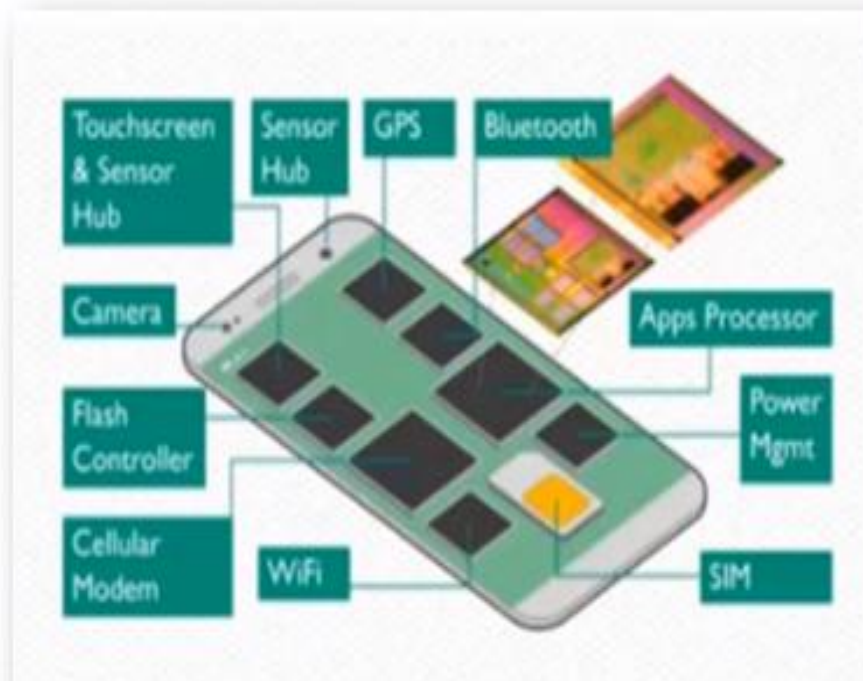 Touchscreen
& Sensor
Hub
Sensor
Hub
GPS
Bluetooth
Camera
Apps Processor
Flash
Controller
Power
Mgmt
Cellular
Modem
WiFi
SIM